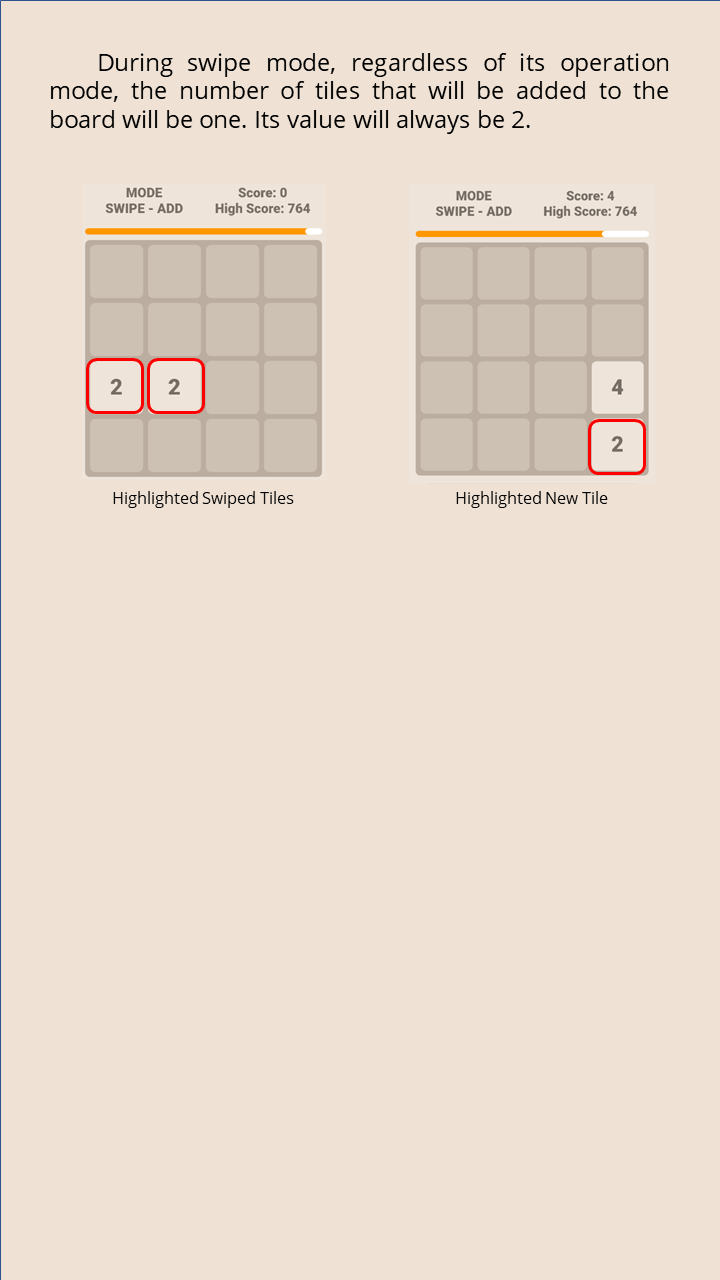 During swipe mode, regardless of its operation
mode, the number of tiles that will be added to the
board will be one. Its value will always be 2.
MODE
SWIPE - ADD
Score: 0
High Score: 764
2 2
Highlighted Swiped Tiles
MODE
SWIPE - ADD
Score: 4
High Score: 764
4
2
Highlighted New Tile